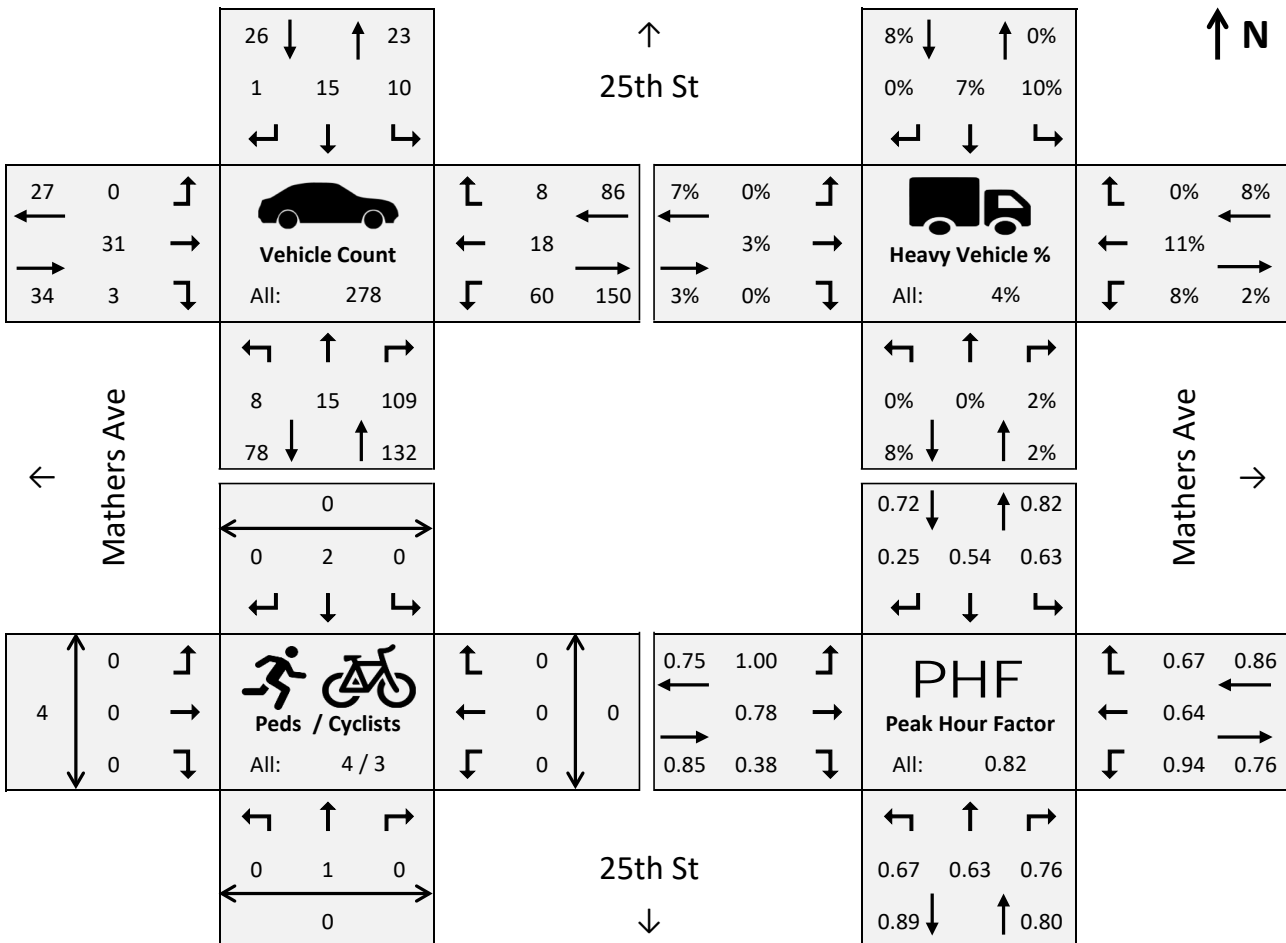 26 23 8% 0% N
25th St
1 15 10 0% 7% 10%
27 0 8 86 7% 0% 0% 8%
31 Vehicle Count 18 3% Heavy Vehicle % 11%
34 3 All: 278 60 150 3% 0% All: 4% 8% 2%
8 15 109 0% 0% 2%
78 132 8% 2%
Mathers Ave Mathers Ave
0 0.72 0.82
0 2 0 0.25 0.54 0.63
0 0 0.75 1.00 PHF 0.67 0.86
4 0 Peds / Cyclists 0 0 0.78 Peak Hour Factor 0.64
0 All: 4 / 3 0 0.85 0.38 All: 0.82 0.94 0.76
0 1 0 25th St 0.67 0.63 0.76
0 0.89 0.80